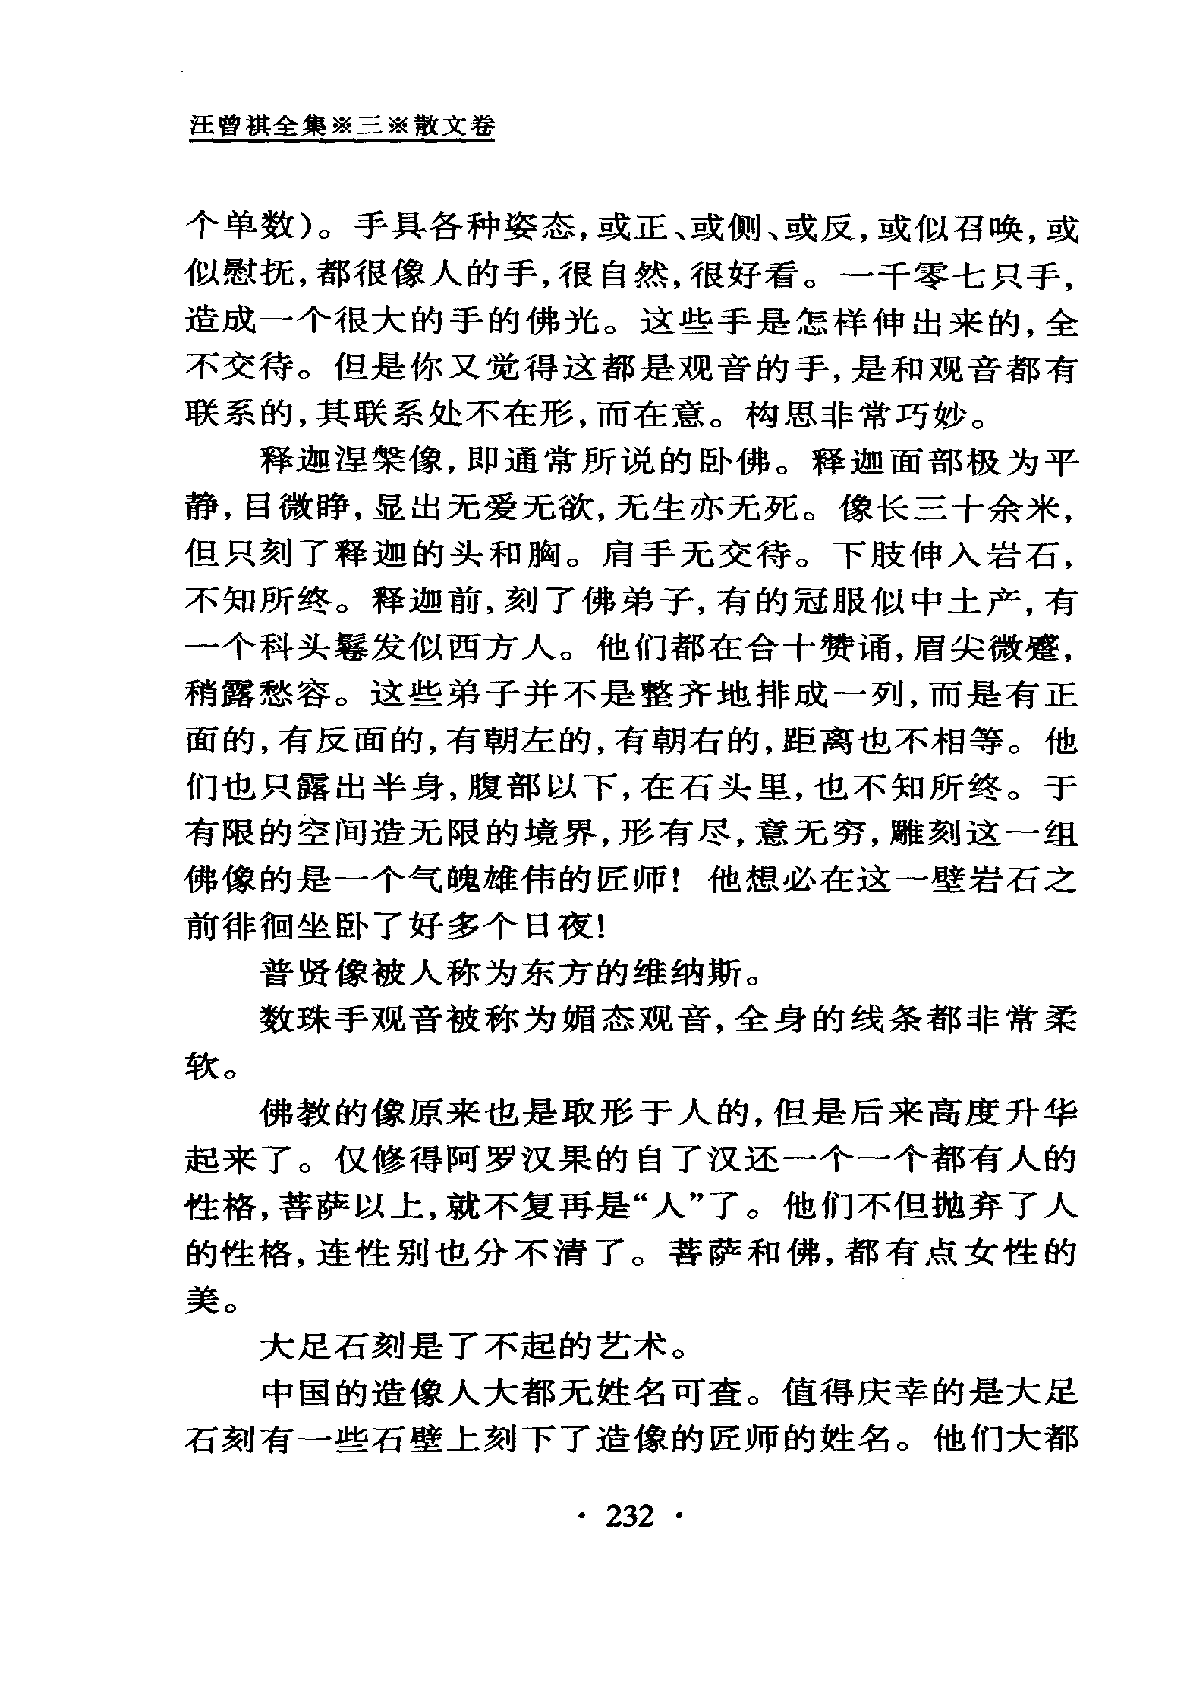 汪曾祺全集※三※散文卷
个单数)。手具各种姿态,或正、或侧、或反,或似召唤,或
似慰抚,都很像人的手,很自然,很好看。一千零七只手,
造成一个很大的手的佛光。这些手是怎样伸出来的,全
不交待。但是你又觉得这都是观音的手,是和观音都有
联系的,其联系处不在形,而在意。构思非常巧妙。
释迦涅槃像,即通常所说的卧佛。释迦面部极为平
静,目微睁,显出无爱无欲,无生亦无死。像长三十余米,
但只刻了释迦的头和胸。肩手无交待。下肢伸入岩石,
不知所终。释迦前,刻了佛弟子,有的冠服似中土产,有
一个科头鬈发似西方人。他们都在合十赞诵,眉尖微蹙,
稍露愁容。这些弟子并不是整齐地排成一列,而是有正
面的,有反面的,有朝左的,有朝右的,距离也不相等。他
们也只露出半身,腹部以下,在石头里,也不知所终。于
有限的空间造无限的境界,形有尽,意无穷,雕刻这一组
佛像的是一个气魄雄伟的匠师!他想必在这一壁岩石之
前徘徊坐卧了好多个日夜!
普贤像被人称为东方的维纳斯。
数珠手观音被称为媚态观音,全身的线条都非常柔
软。
佛教的像原来也是取形于人的,但是后来高度升华
起来了。仅修得阿罗汉果的自了汉还一个一个都有人的
性格,菩萨以上,就不复再是“人”了。他们不但抛弃了人
的性格,连性别也分不清了。菩萨和佛,都有点女性的
美。
大足石刻是了不起的艺术。
中国的造像人大都无姓名可查。值得庆幸的是大足
石刻有一些石壁上刻下了造像的匠师的姓名。他们大都
· 232 ·